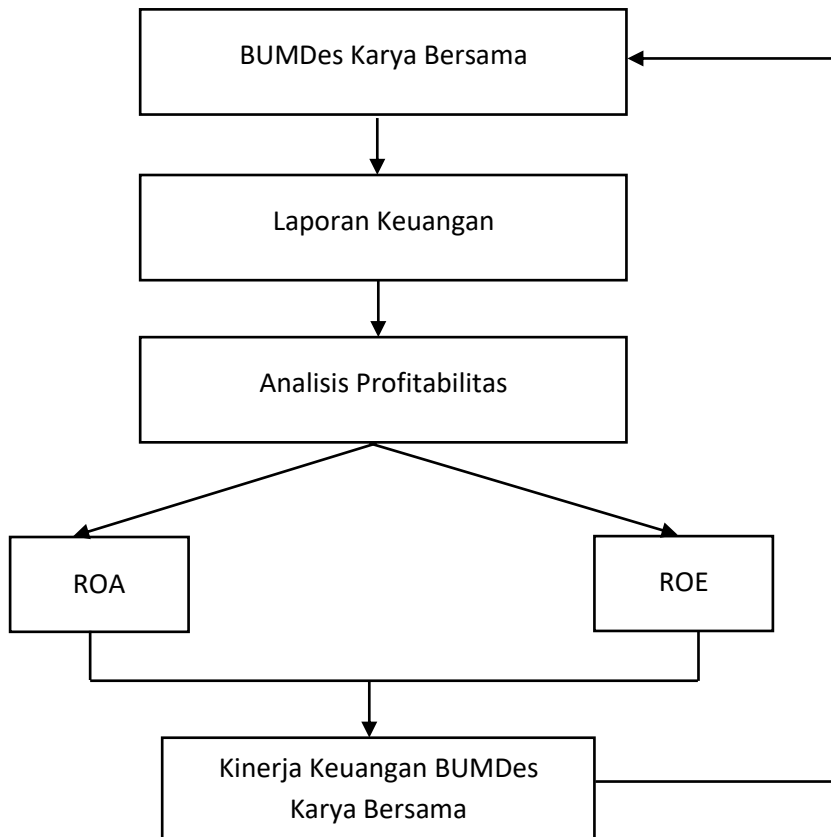 BUMDes Karya Bersama
Laporan Keuangan
Analisis Profitabilitas
ROA
ROE
Kinerja Keuangan BUMDes
Karya Bersama